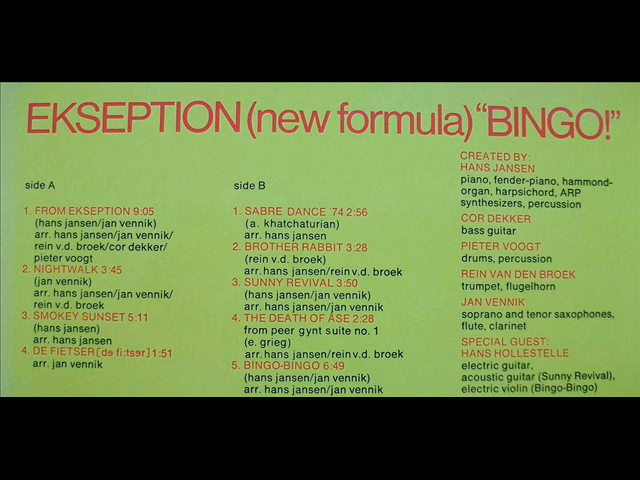 EKSEPTION (new formula) "BINGO!"
side A
1. FROM EKSEPTION 9:05
(hans jansen/jan vennik)
arr. hans jansen/jan vennik/
rein v.d. broek/cor dekker/
pieter voogt
2. NIGHTWALK 3:45
(jan vennik)
arr. hans jansen/jan vennik/
rein v.d. broek
3. SMOKEY SUNSET 5:11
(hans jansen)
arr. hans jansen
4. DE FIETSER [də fi:tsər] 1:51
arr. jan vennik
side B
1. SABRE DANCE '74 2:56
(a. khatchaturian)
arr. hans jansen
2. BROTHER RABBIT 3:28
(rein v.d. broek)
arr. hans jansen/rein v.d. broek
3. SUNNY REVIVAL 3:50
(hans jansen/jan vennik)
arr. hans jansen/jan vennik
4. THE DEATH OF ÅSE 2:28
from peer gynt suite no. 1
(e. grieg)
arr. hans jansen/rein v.d. broek
5. BINGO-BINGO 6:49
(hans jansen/jan vennik)
arr. hans jansen/jan vennik
CREATED BY:
HANS JANSEN
piano, fender-piano, hammond-
organ, harpsichord, ARP
synthesizers, percussion
COR DEKKER
bass guitar
PIETER VOOGT
drums, percussion
REIN VAN DEN BROEK
trumpet, flugelhorn
JAN VENNIK
soprano and tenor saxophones,
flute, clarinet
SPECIAL GUEST:
HANS HOLLESTELLE
electric guitar,
acoustic guitar (Sunny Revival),
electric violin (Bingo-Bingo)